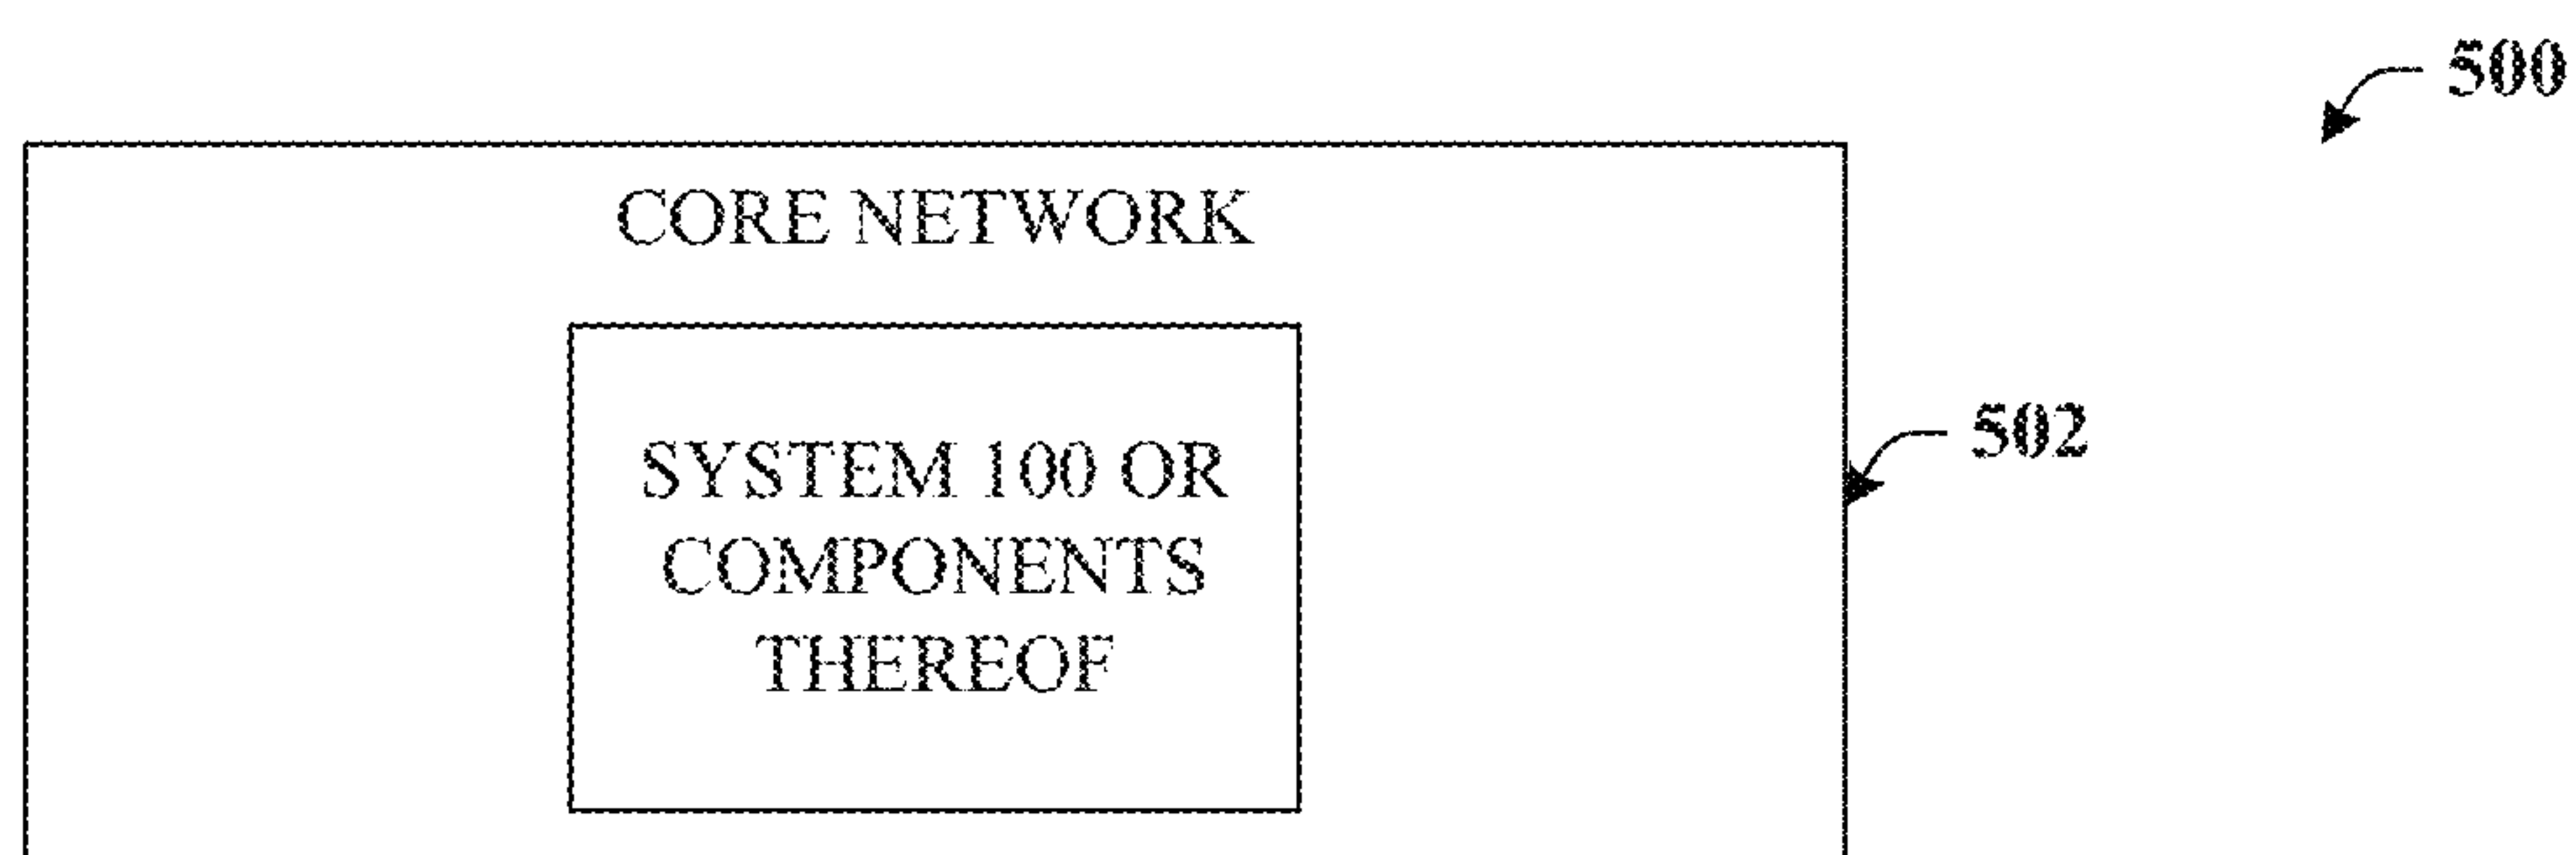 500
CORE NETWORK
502
SYSTEM 100 OR
COMPONENTS
THEREOF